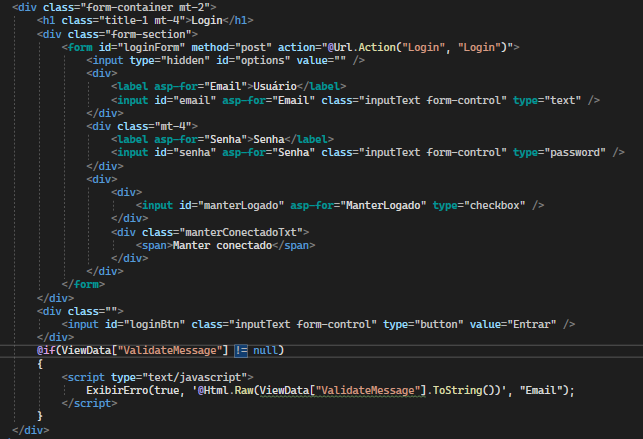 <div class="form-container mt-2">
<h1 class="title-1 mt-4">Login</h1>
<div class="form-section">
<form id="loginForm" method="post" action="@Url.Action("Login", "Login")">
<input type="hidden" id="options" value="" />
<div>
<label asp-for="Email">Usuário</label>
<input id="email" asp-for="Email" class="inputText form-control" type="text" />
</div>
<div class="mt-4">
<label asp-for="Senha">Senha</label>
<input id="senha" asp-for="Senha" class="inputText form-control" type="password" />
</div>
<div>
<div>
<input id="manterLogado" asp-for="ManterLogado" type="checkbox" />
</div>
<div class="manterConectadoTxt">
<span>Manter conectado</span>
</div>
</div>
</form>
</div>
<div class="">
<input id="loginBtn" class="inputText form-control" type="button" value="Entrar" />
</div>
@if(ViewData["ValidateMessage"] != null)
{
<script type="text/javascript">
ExibirErro(true, '@Html.Raw(ViewData["ValidateMessage"].ToString())', "Email");
</script>
}
</div>